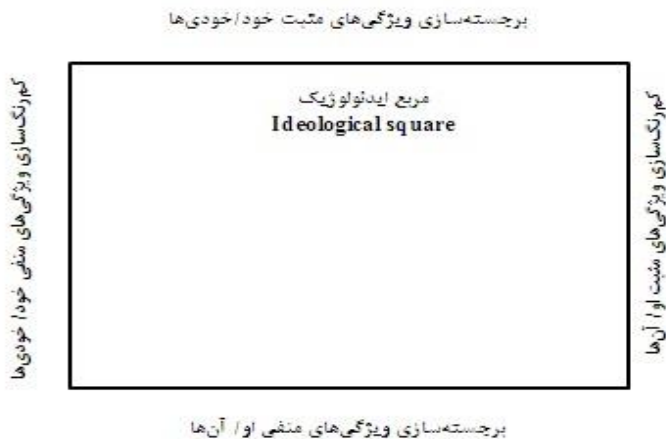 برجسته‌سازی ویژگی‌های مثبت خود/خودی‌ها
مربع ایدئولوژیک
Ideological square
کم‌رنگ‌سازی ویژگی‌های مثبت او/ آن‌ها
کم‌رنگ‌سازی ویژگی‌های منفی خود/ خودی‌ها
برجسته‌سازی ویژگی‌های منفی او/ آن‌ها